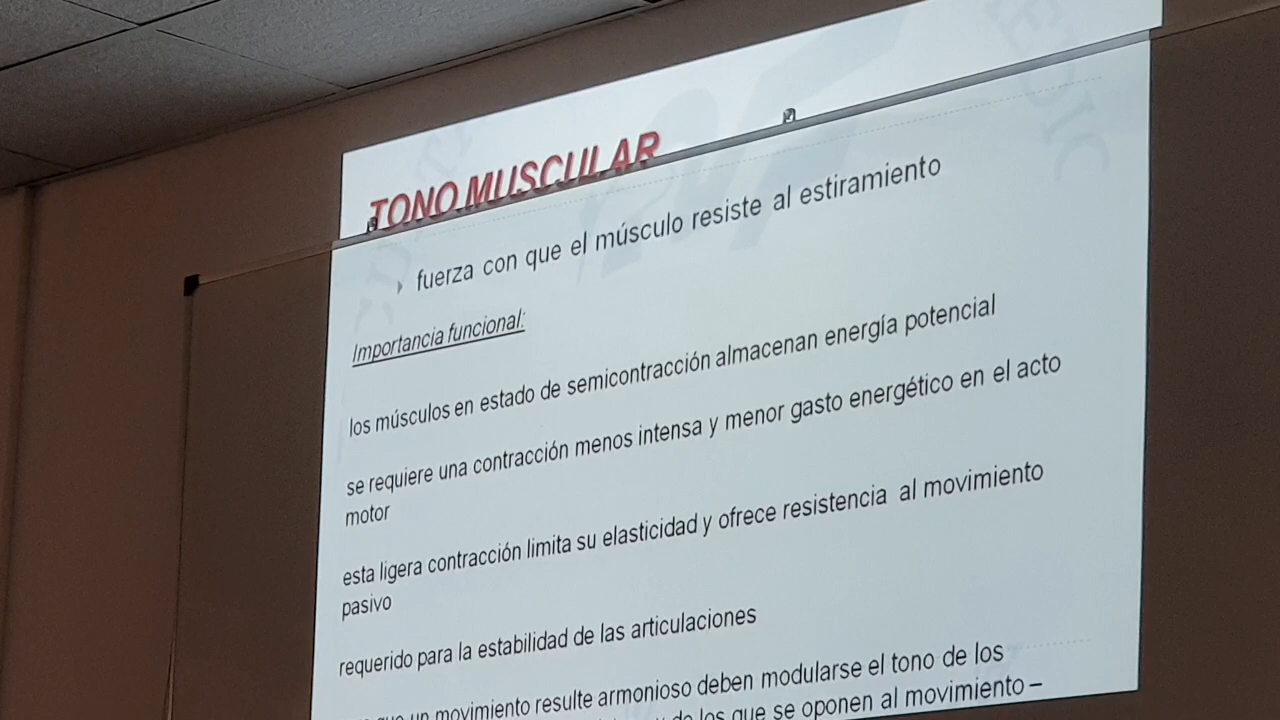 TONO MUSCULAR
fuerza con que el músculo resiste al estiramiento
Importancia funcional:
los músculos en estado de semicontracción almacenan energía potencial
se requiere una contracción menos intensa y menor gasto energético en el acto
motor
esta ligera contracción limita su elasticidad y ofrece resistencia al movimiento
pasivo
requerido para la estabilidad de las articulaciones
que un movimiento resulte armonioso deben modularse el tono de los
de los que se oponen al movimiento –